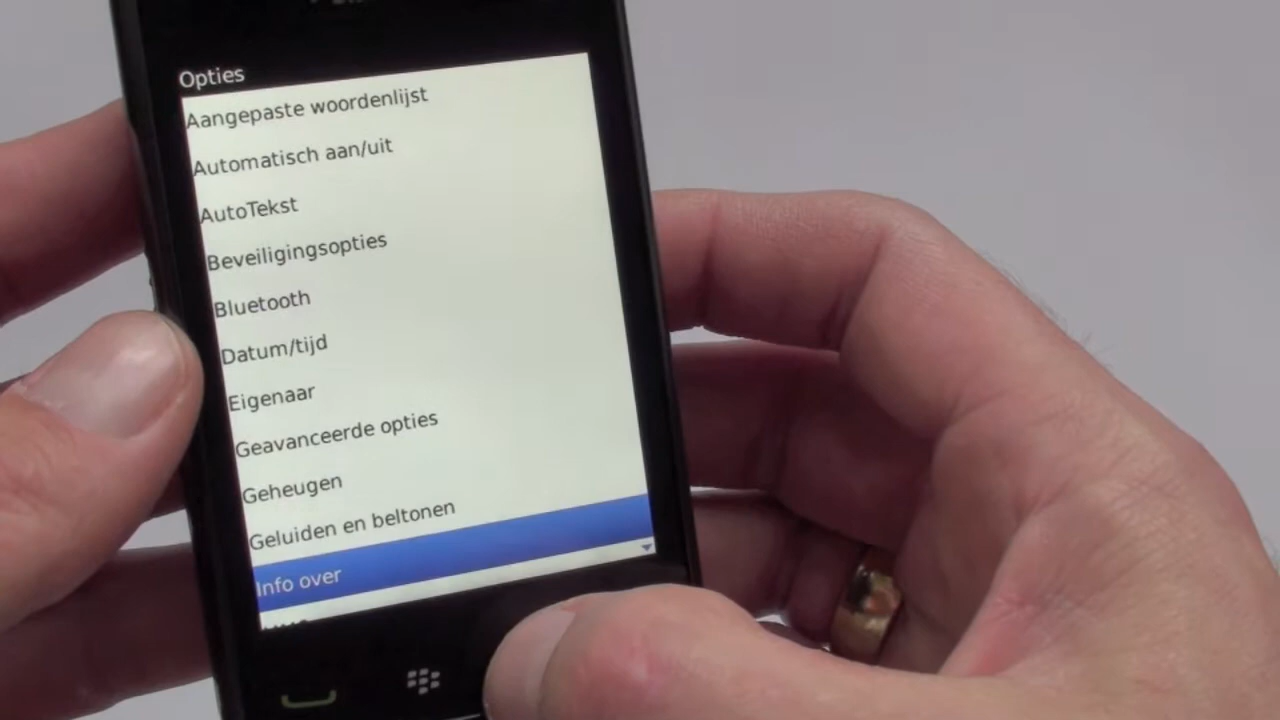 Opties
Aangepaste woordenlijst
Automatisch aan/uit
AutoTekst
Beveiligingsopties
Bluetooth
Datum/tijd
Eigenaar
Geavanceerde opties
Geheugen
Geluiden en beltonen
Info over